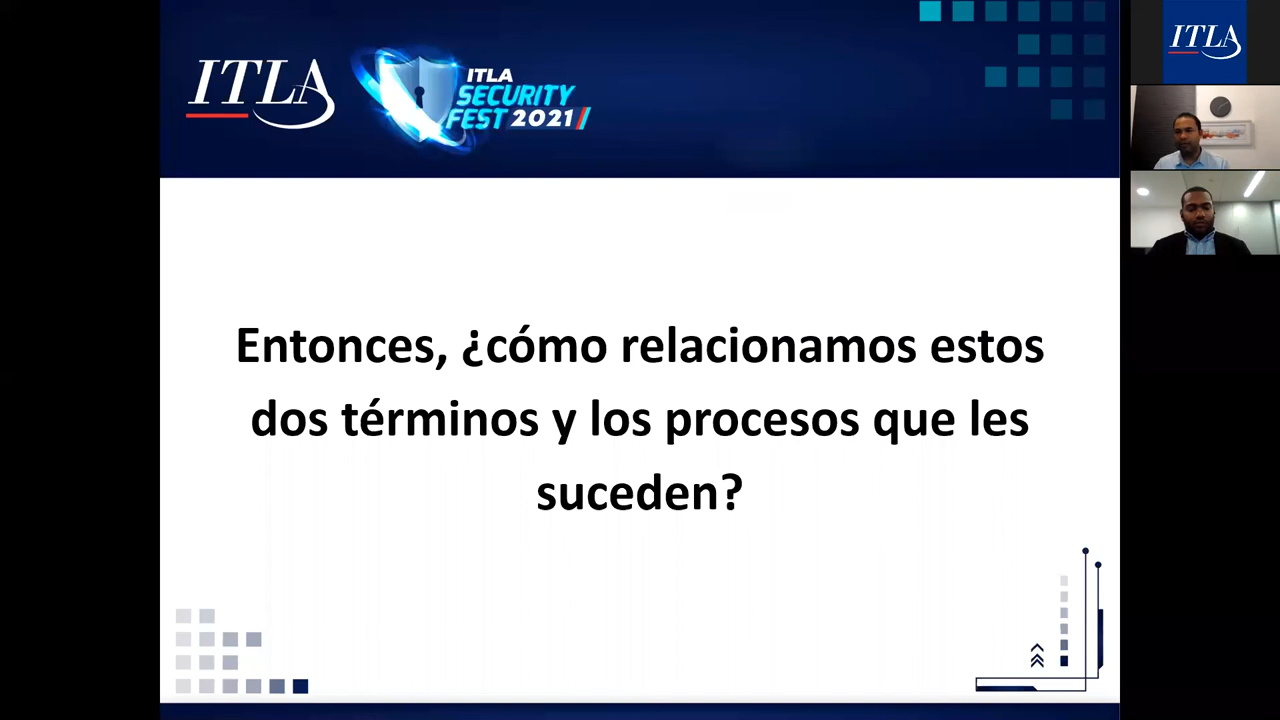 ITLA
ITLA
SECURITY
FEST 2021
ITLA
Entonces, ¿cómo relacionamos estos
dos términos y los procesos que les
suceden?